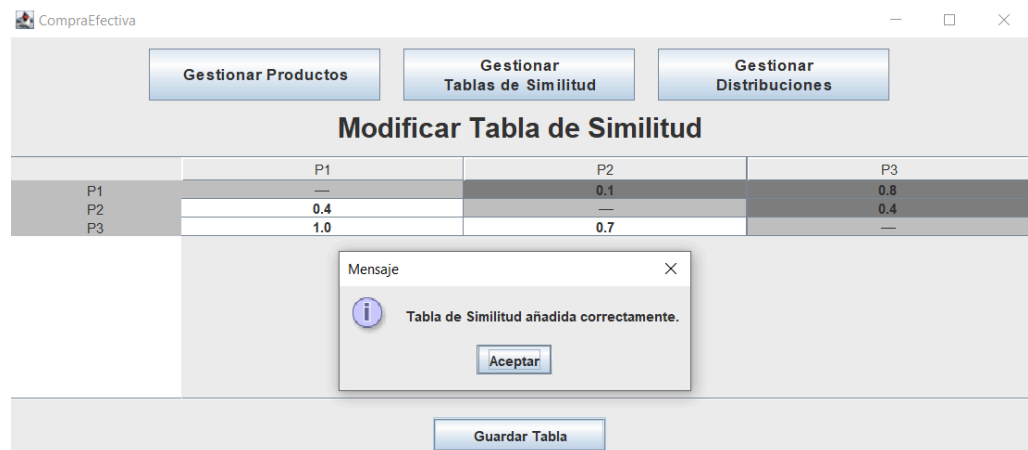 CompraEfectiva
Gestionar Productos
Gestionar
Tablas de Similitud
Gestionar
Distribuciones
Modificar Tabla de Similitud
P1 P2 P3
P1 — 0.1 0.8
P2 0.4 — 0.4
P3 1.0 0.7 —
Mensaje
i
Tabla de Similitud añadida correctamente.
Aceptar
Guardar Tabla